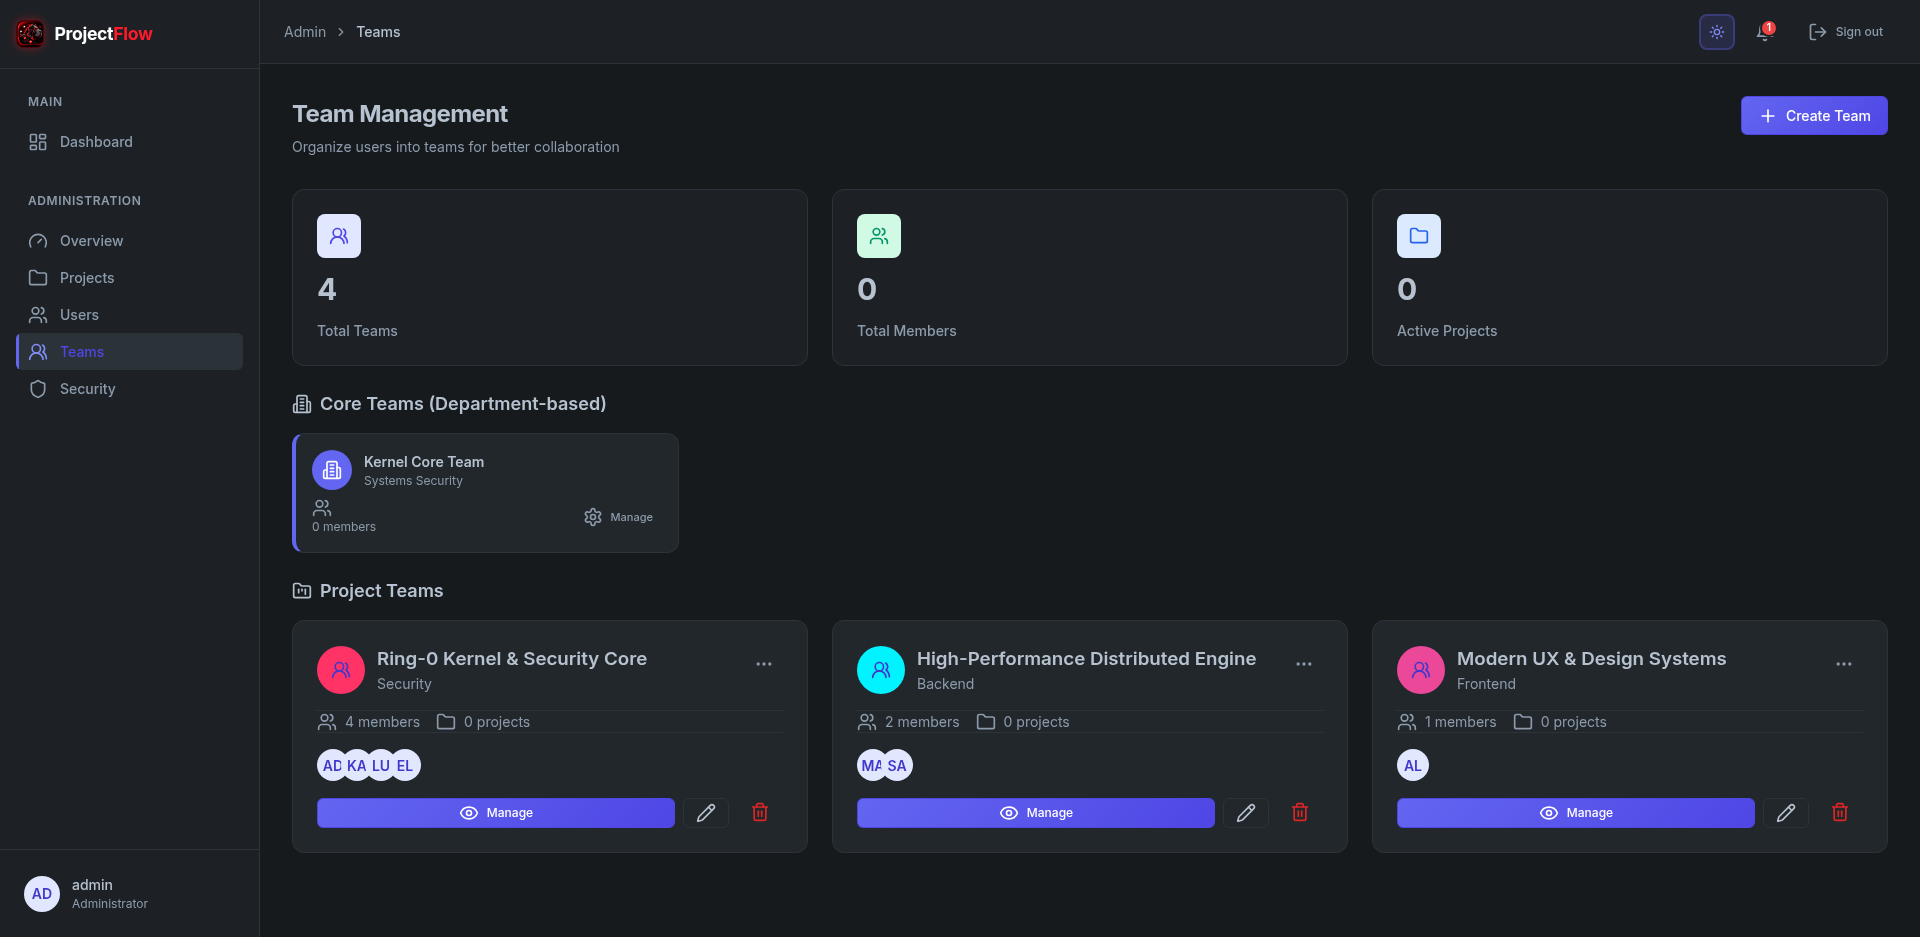 ProjectFlow
Admin > Teams
1
Sign out
MAIN
Dashboard
ADMINISTRATION
Overview
Projects
Users
Teams
Security
AD
admin
Administrator
Team Management
Organize users into teams for better collaboration
Create Team
4
Total Teams
0
Total Members
0
Active Projects
Core Teams (Department-based)
Kernel Core Team
Systems Security
0 members
Manage
Project Teams
Ring-0 Kernel & Security Core
Security
4 members 0 projects
AD KA LU EL
Manage
High-Performance Distributed Engine
Backend
2 members 0 projects
MA SA
Manage
Modern UX & Design Systems
Frontend
1 members 0 projects
AL
Manage